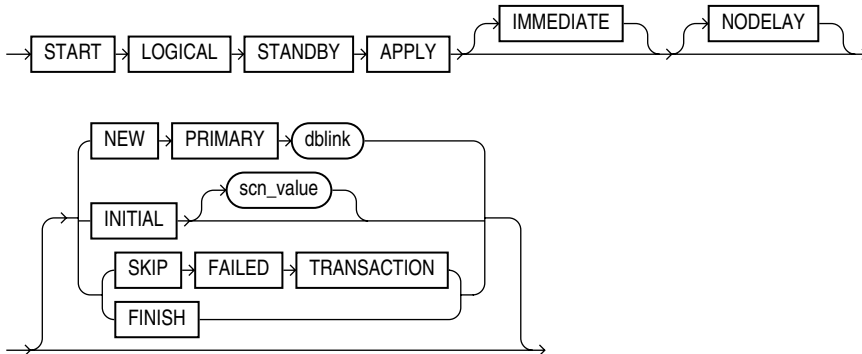 IMMEDIATE NODELAY
START LOGICAL STANDBY APPLY
NEW PRIMARY dblink
scn_value
INITIAL
SKIP FAILED TRANSACTION
FINISH